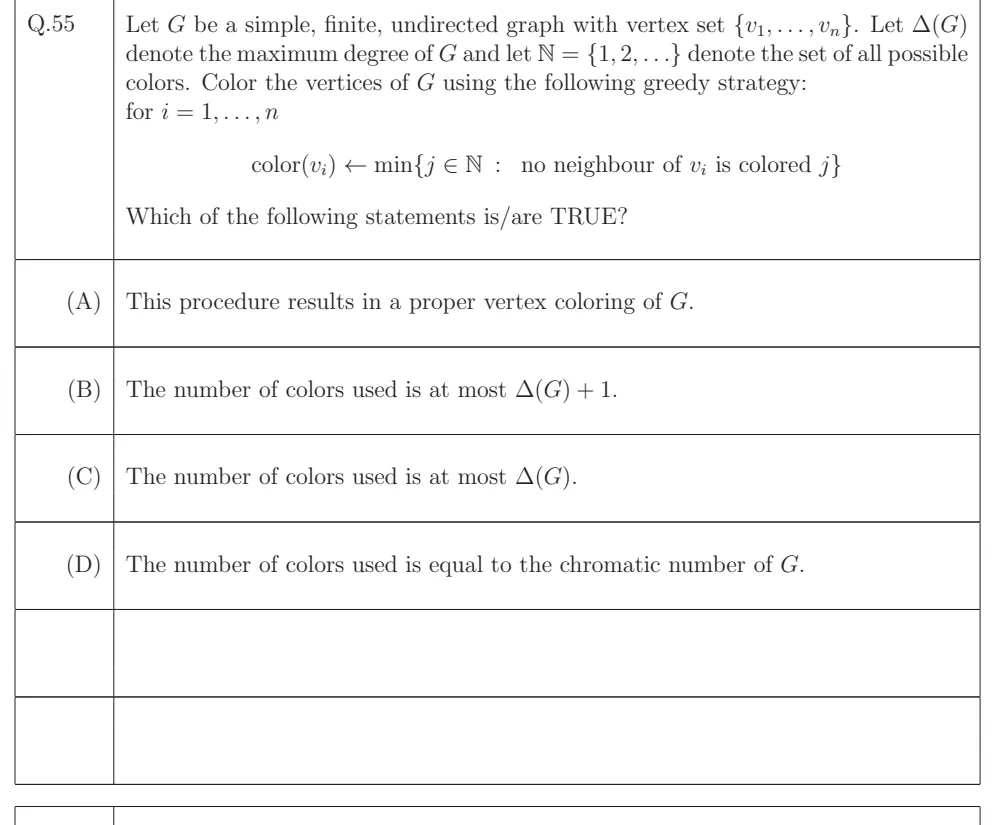 Q.55 Let G be a simple, finite, undirected graph with vertex set {v₁, . . . , vₙ}. Let Δ(G)
denote the maximum degree of G and let ℕ = {1, 2, . . .} denote the set of all possible
colors. Color the vertices of G using the following greedy strategy:
for i = 1, . . . , n
color(vᵢ) ← min{j ∈ ℕ : no neighbour of vᵢ is colored j}
Which of the following statements is/are TRUE?
(A) This procedure results in a proper vertex coloring of G.
(B) The number of colors used is at most Δ(G) + 1.
(C) The number of colors used is at most Δ(G).
(D) The number of colors used is equal to the chromatic number of G.